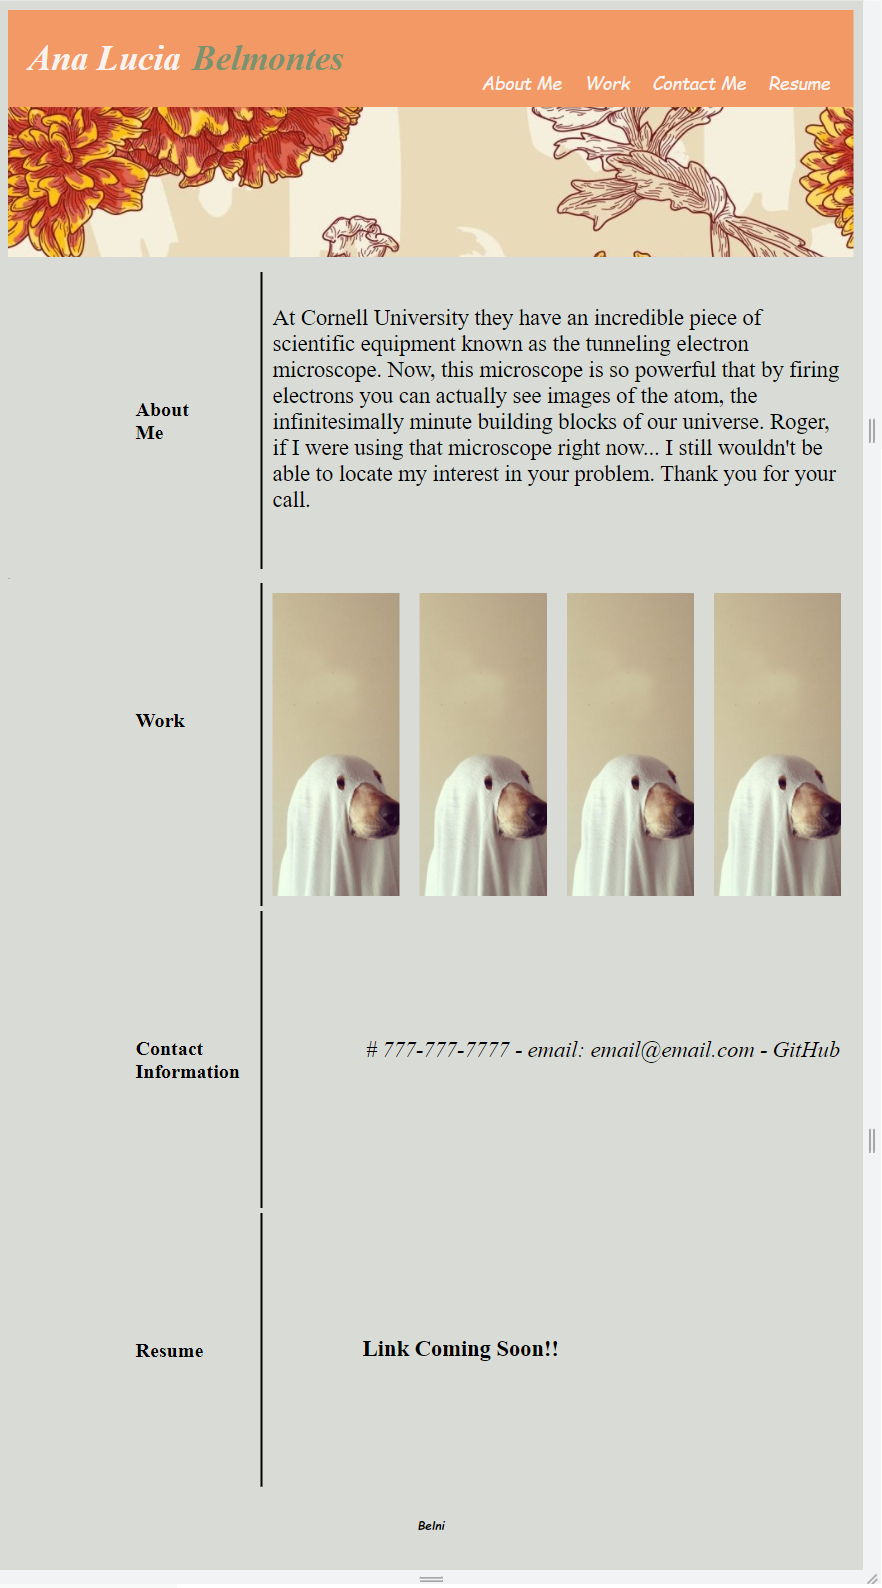 Ana Lucia Belmontes
About Me Work Contact Me Resume
About
Me
At Cornell University they have an incredible piece of
scientific equipment known as the tunneling electron
microscope. Now, this microscope is so powerful that by firing
electrons you can actually see images of the atom, the
infinitesimally minute building blocks of our universe. Roger,
if I were using that microscope right now... I still wouldn't be
able to locate my interest in your problem. Thank you for your
call.
Work
Contact
Information
# 777-777-7777 - email: email@email.com - GitHub
Resume
Link Coming Soon!!
Belni